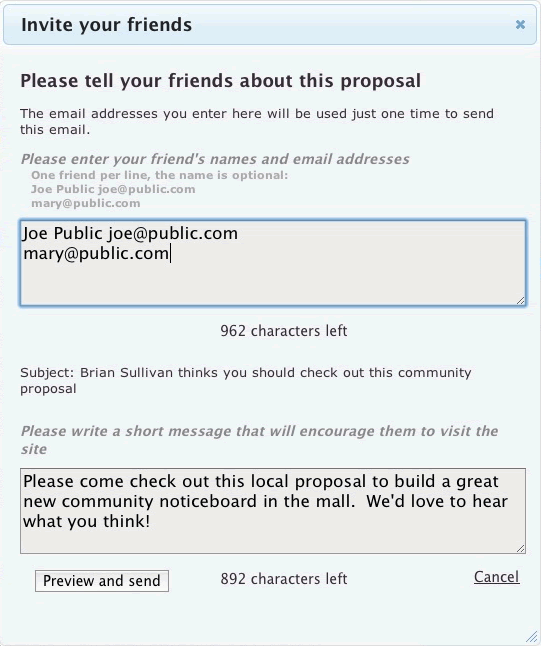 Invite your friends
Please tell your friends about this proposal
The email addresses you enter here will be used just one time to send
this email.
Please enter your friend's names and email addresses
One friend per line, the name is optional:
Joe Public joe@public.com
mary@public.com
Joe Public joe@public.com
mary@public.com
962 characters left
Subject: Brian Sullivan thinks you should check out this community
proposal
Please write a short message that will encourage them to visit the
site
Please come check out this local proposal to build a great
new community noticeboard in the mall.  We'd love to hear
what you think!
Preview and send 892 characters left Cancel